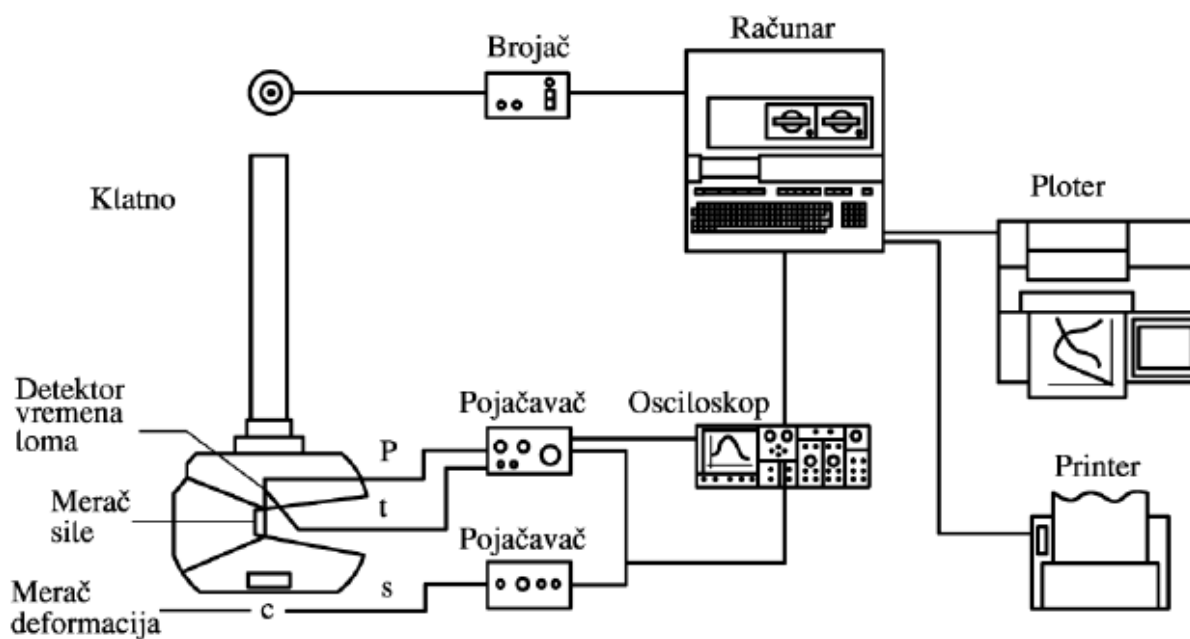 Računar
Brojač
Klatno
Ploter
Detektor
vremena
loma
Pojačavač
Osciloskop
P
Merač
sile
t
Printer
Pojačavač
s
Merač
deformacija
c